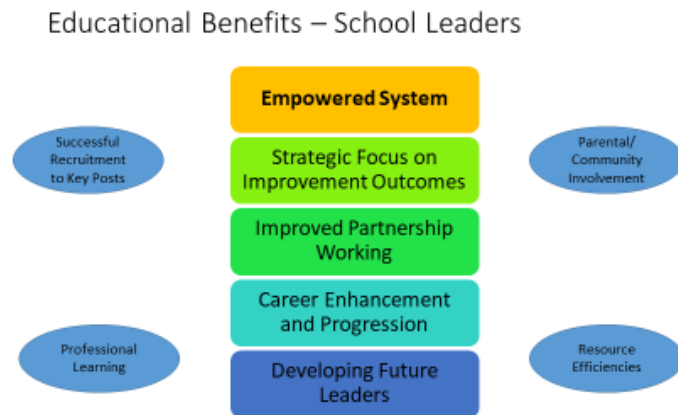 Educational Benefits – School Leaders
Empowered System
Successful
Recruitment
to Key Posts
Parental/
Community
Involvement
Strategic Focus on
Improvement Outcomes
Improved Partnership
Working
Career Enhancement
and Progression
Professional
Learning
Resource
Efficiencies
Developing Future
Leaders